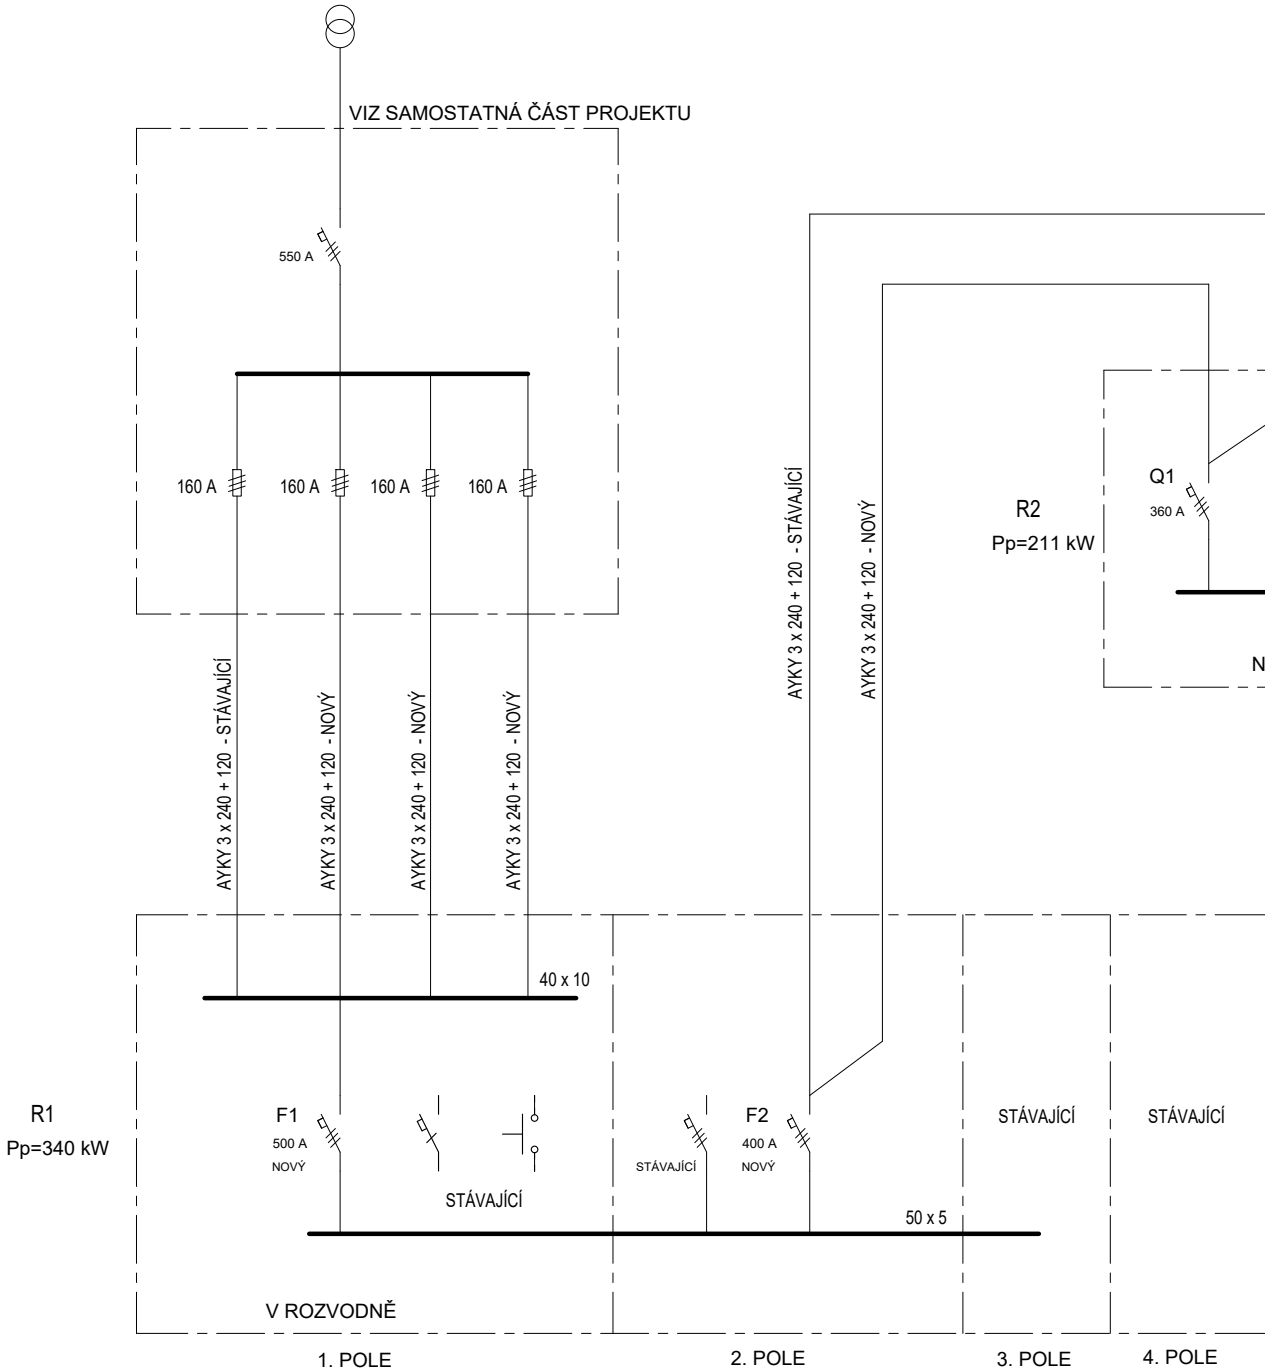 VIZ SAMOSTATNÁ ČÁST PROJEKTU
550 A
160 A
160 A
160 A
160 A
AYKY 3 x 240 + 120 - STÁVAJÍCÍ
AYKY 3 x 240 + 120 - NOVÝ
AYKY 3 x 240 + 120 - NOVÝ
AYKY 3 x 240 + 120 - NOVÝ
AYKY 3 x 240 + 120 - STÁVAJÍCÍ
AYKY 3 x 240 + 120 - NOVÝ
R2
Pp=211 kW
Q1
360 A
N
40 x 10
R1
Pp=340 kW
F1
500 A
NOVÝ
STÁVAJÍCÍ
STÁVAJÍCÍ
F2
400 A
NOVÝ
STÁVAJÍCÍ
STÁVAJÍCÍ
50 x 5
V ROZVODNĚ
1. POLE
2. POLE
3. POLE
4. POLE